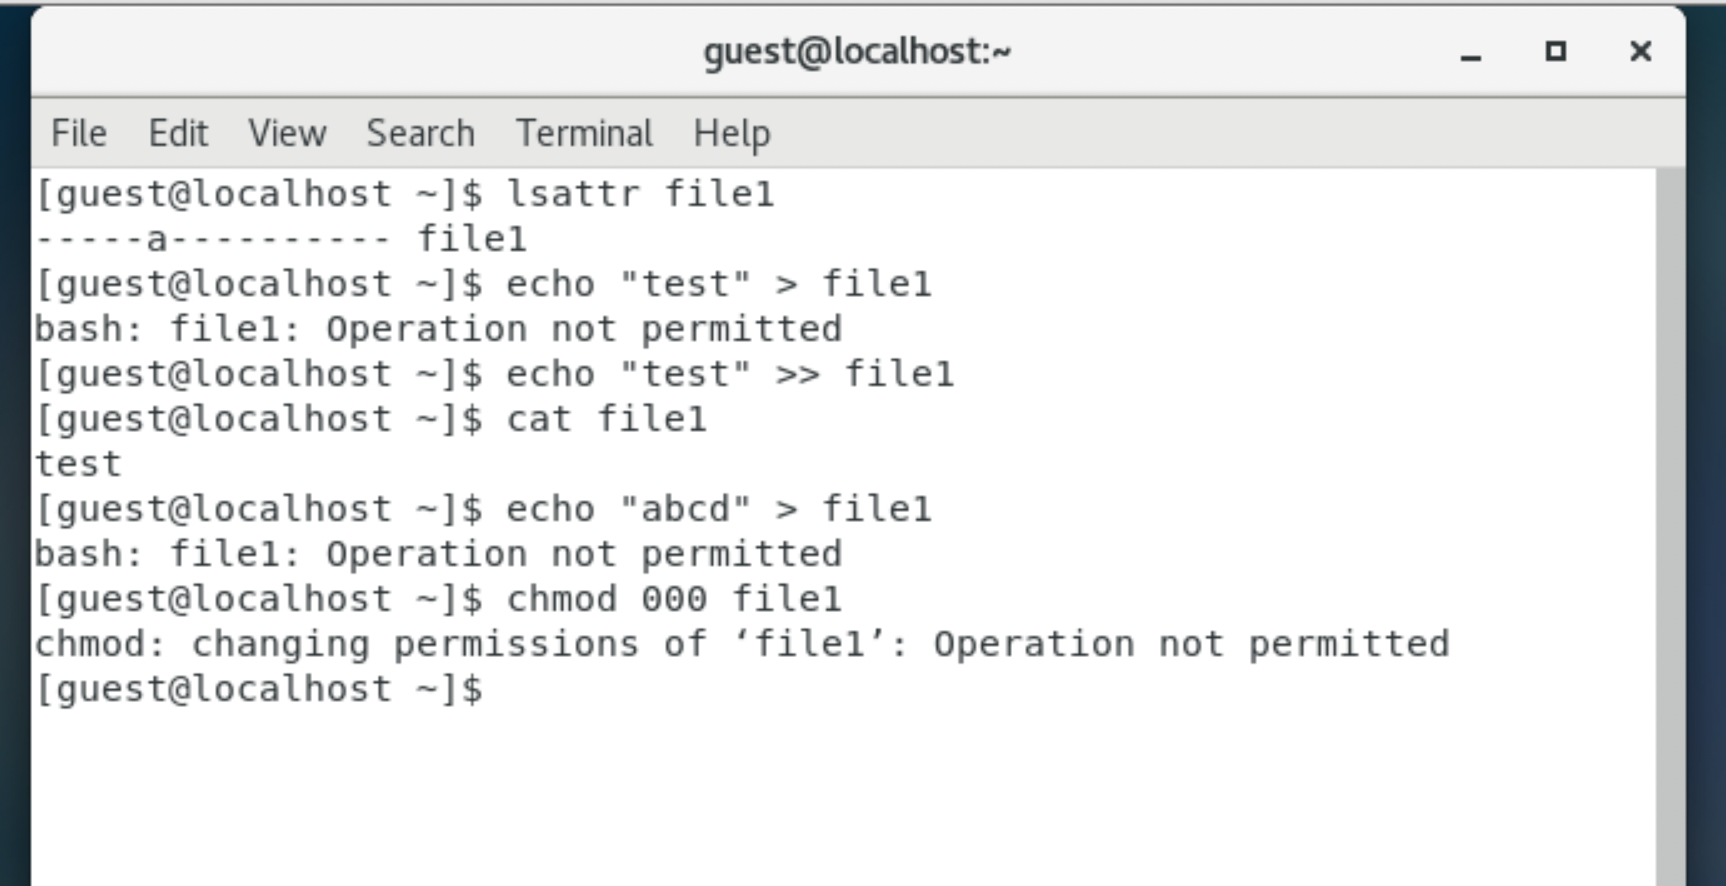 guest@localhost:~
File Edit View Search Terminal Help
[guest@localhost ~]$ lsattr file1
-----a---------- file1
[guest@localhost ~]$ echo "test" > file1
bash: file1: Operation not permitted
[guest@localhost ~]$ echo "test" >> file1
[guest@localhost ~]$ cat file1
test
[guest@localhost ~]$ echo "abcd" > file1
bash: file1: Operation not permitted
[guest@localhost ~]$ chmod 000 file1
chmod: changing permissions of ‘file1’: Operation not permitted
[guest@localhost ~]$